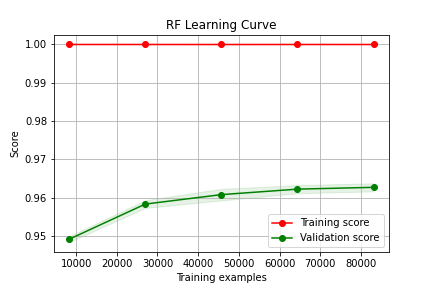 RF Learning Curve
1.00
0.99
0.98
0.97
0.96
0.95
Score
Training score
Validation score
10000 20000 30000 40000 50000 60000 70000 80000
Training examples